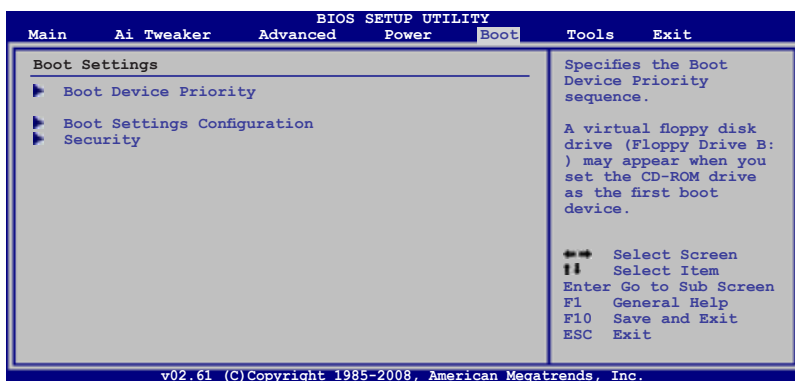 BIOS SETUP UTILITY
Main Ai Tweaker Advanced Power Boot Tools Exit
Boot Settings
Boot Device Priority
Boot Settings Configuration
Security
Specifies the Boot
Device Priority
sequence.
A virtual floppy disk
drive (Floppy Drive B:
) may appear when you
set the CD-ROM drive
as the first boot
device.
Select Screen
Select Item
Enter Go to Sub Screen
F1 General Help
F10 Save and Exit
ESC Exit
v02.61 (C)Copyright 1985-2008, American Megatrends, Inc.